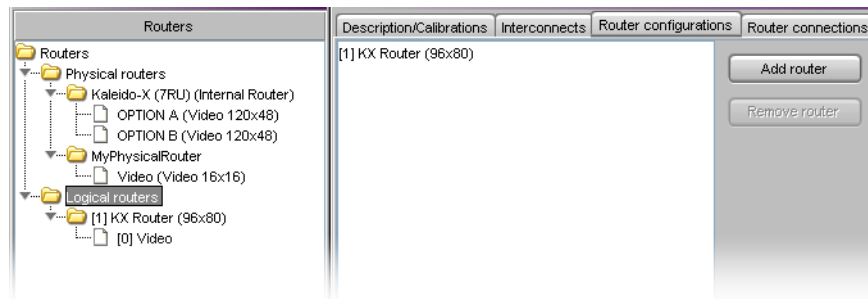 Routers
Routers
Physical routers
Kaleido-X (7RU) (Internal Router)
OPTION A (Video 120x48)
OPTION B (Video 120x48)
MyPhysicalRouter
Video (Video 16x16)
Logical routers
[1] KX Router (96x80)
[0] Video
Description/Calibrations Interconnects Router configurations Router connections
[1] KX Router (96x80)
Add router
Remove router